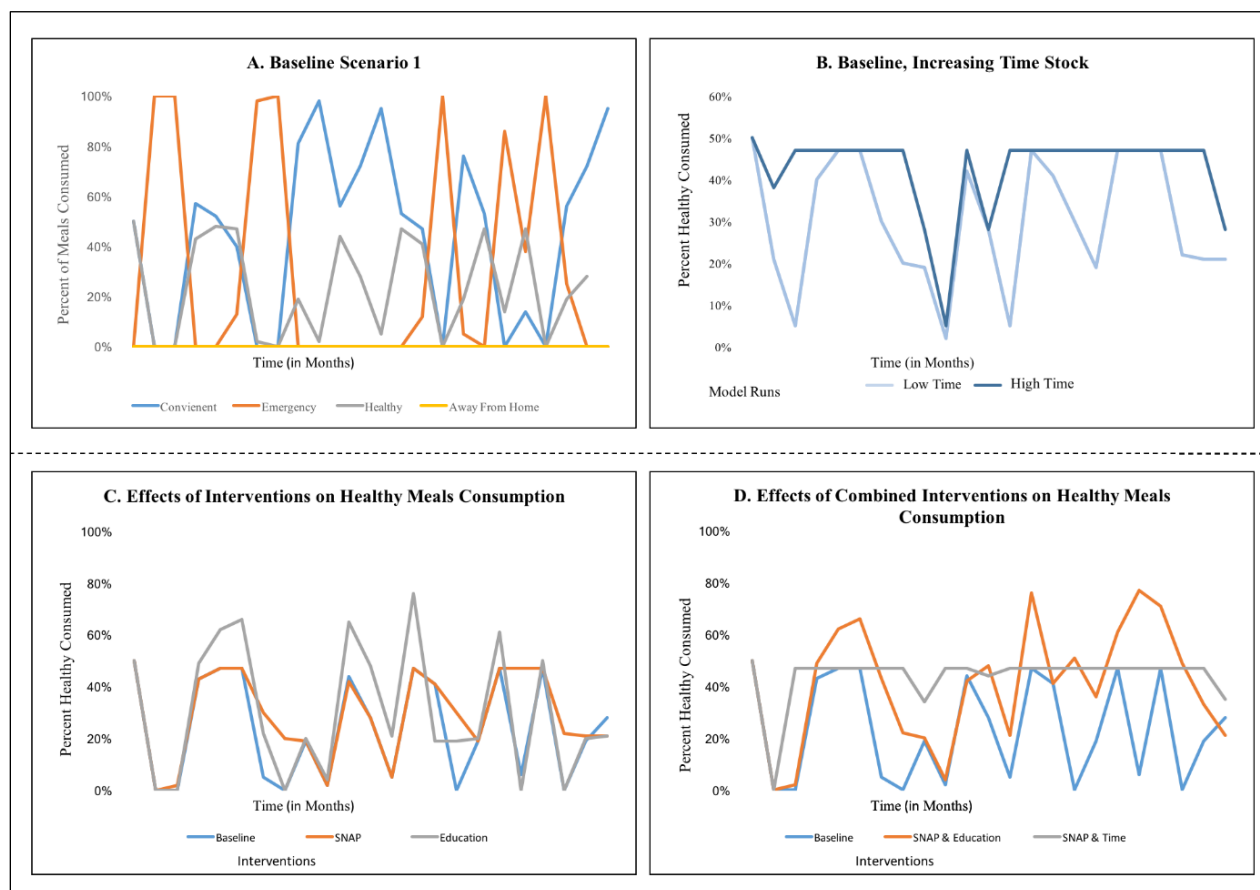 A. Baseline Scenario 1
Percent of Meals Consumed
100%
80%
60%
40%
20%
0%
Time (in Months)
Convienent Emergency Healthy Away From Home
B. Baseline, Increasing Time Stock
Percent Healthy Consumed
60%
50%
40%
30%
20%
10%
0%
Time (in Months)
Model Runs Low Time High Time
C. Effects of Interventions on Healthy Meals Consumption
Percent Healthy Consumed
100%
80%
60%
40%
20%
0%
Time (in Months)
Baseline SNAP Education
Interventions
D. Effects of Combined Interventions on Healthy Meals
Consumption
Percent Healthy Consumed
100%
80%
60%
40%
20%
0%
Time (in Months)
Baseline SNAP & Education SNAP & Time
Interventions